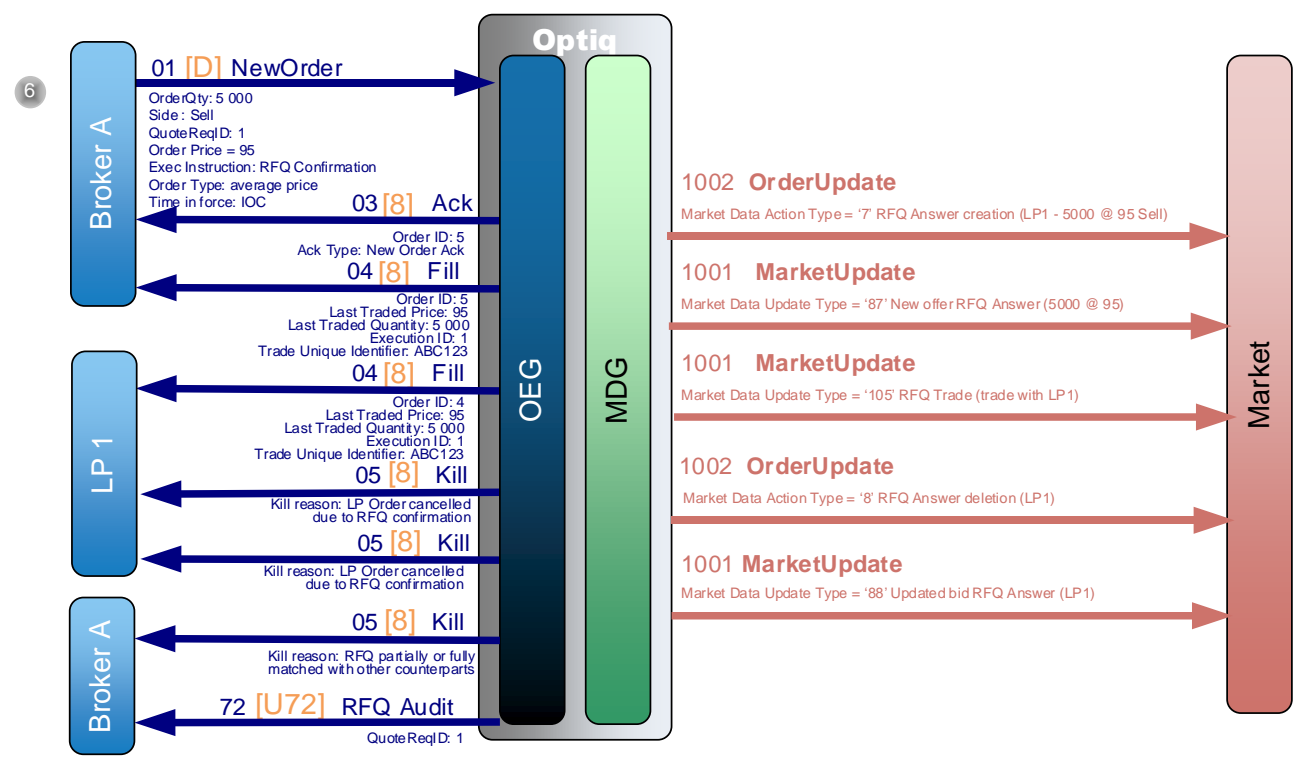 Optiq
6
Broker A
01 [D] NewOrder
OrderQty: 5 000
Side : Sell
QuoteReqID: 1
Order Price = 95
Exec Instruction: RFQ Confirmation
Order Type: average price
Time in force: IOC
03 [8] Ack
Order ID: 5
Ack Type: New Order Ack
04 [8] Fill
Order ID: 5
Last Traded Price: 95
Last Traded Quantity: 5 000
Execution ID: 1
Trade Unique Identifier: ABC123
LP 1
04 [8] Fill
Order ID: 4
Last Traded Price: 95
Last Traded Quantity: 5 000
Execution ID: 1
Trade Unique Identifier: ABC123
05 [8] Kill
Kill reason: LP Order cancelled
due to RFQ confirmation
05 [8] Kill
Kill reason: LP Order cancelled
due to RFQ confirmation
Broker A
05 [8] Kill
Kill reason: RFQ partially or fully
matched with other counterparts
72 [U72] RFQ Audit
QuoteReqID: 1
OEG
MDG
1002 OrderUpdate
Market Data Action Type = ‘7’ RFQ Answer creation (LP1 - 5000 @ 95 Sell)
1001 MarketUpdate
Market Data Update Type = ‘87’ New offer RFQ Answer (5000 @ 95)
1001 MarketUpdate
Market Data Update Type = ‘105’ RFQ Trade (trade with LP1)
1002 OrderUpdate
Market Data Action Type = ‘8’ RFQ Answer deletion (LP1)
1001 MarketUpdate
Market Data Update Type = ‘88’ Updated bid RFQ Answer (LP1)
Market